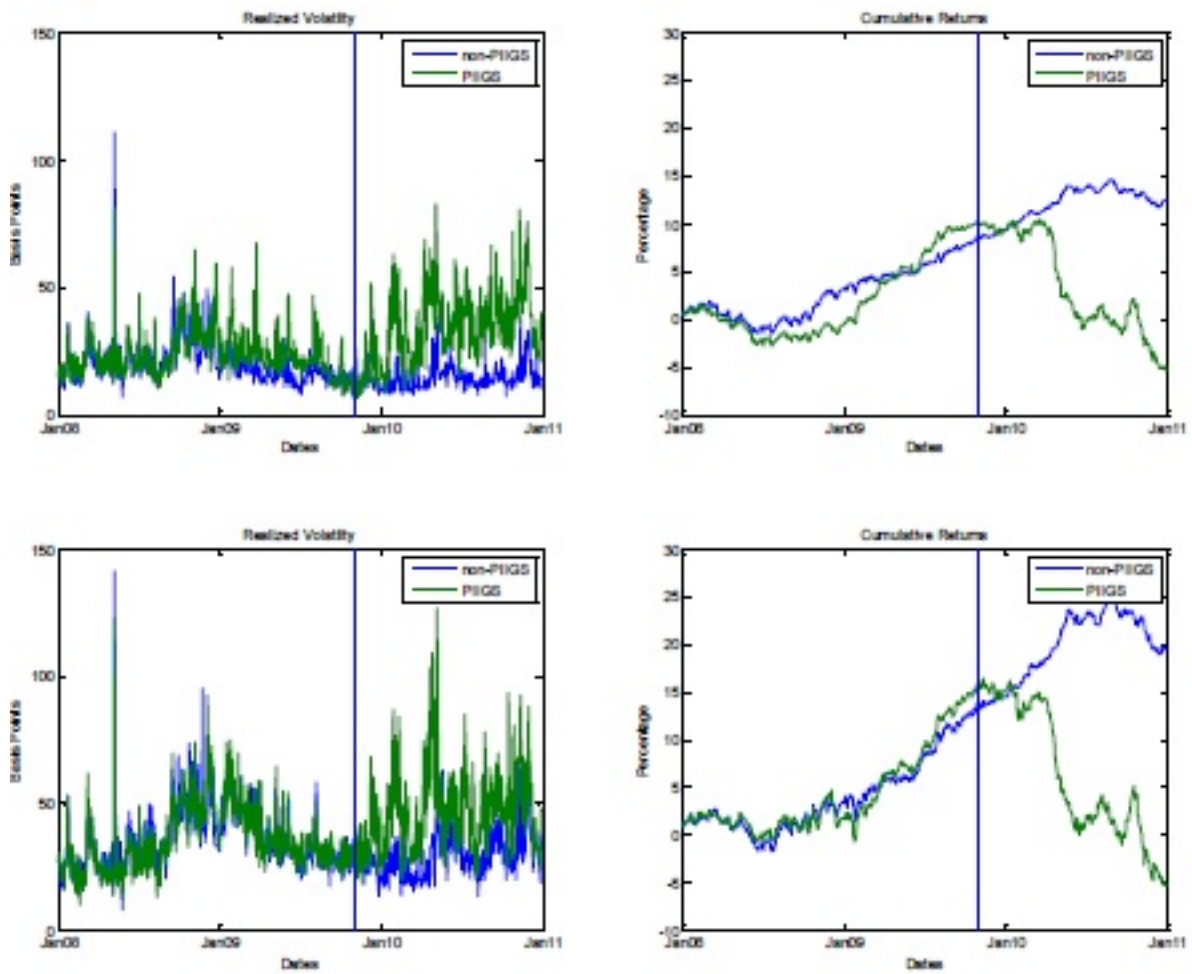 Realized Volatility
150
100
50
0
Basis Points
non-PIIGS
PIIGS
Jan08
Jan09
Jan10
Jan11
Dates
Cumulative Returns
30
25
20
15
10
5
0
-5
-10
Percentage
non-PIIGS
PIIGS
Jan08
Jan09
Jan10
Jan11
Dates
Realized Volatility
150
100
50
0
Basis Points
non-PIIGS
PIIGS
Jan08
Jan09
Jan10
Jan11
Dates
Cumulative Returns
30
25
20
15
10
5
0
-5
-10
Percentage
non-PIIGS
PIIGS
Jan08
Jan09
Jan10
Jan11
Dates